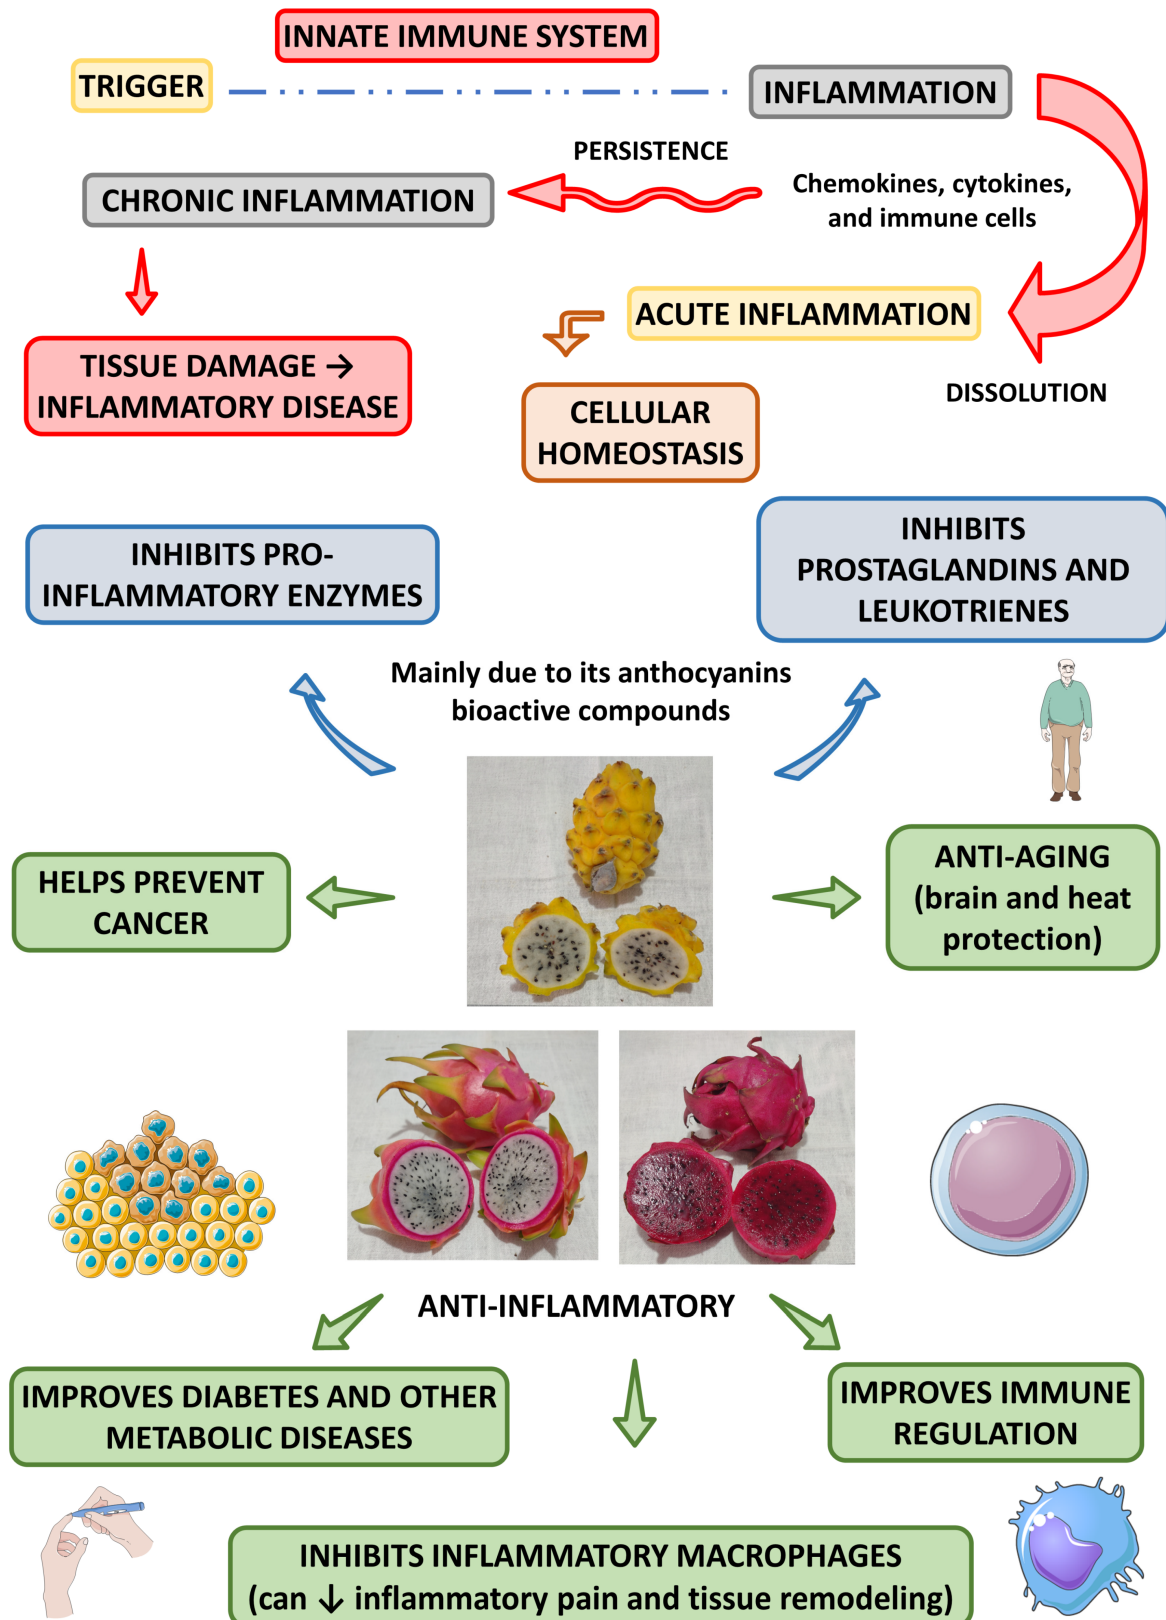 INNATE IMMUNE SYSTEM
TRIGGER
INFLAMMATION
PERSISTENCE
Chemokines, cytokines,
and immune cells
CHRONIC INFLAMMATION
ACUTE INFLAMMATION
TISSUE DAMAGE →
INFLAMMATORY DISEASE
DISSOLUTION
CELLULAR
HOMEOSTASIS
INHIBITS PRO-
INFLAMMATORY ENZYMES
INHIBITS
PROSTAGLANDINS AND
LEUKOTRIENES
Mainly due to its anthocyanins
bioactive compounds
HELPS PREVENT
CANCER
ANTI-AGING
(brain and heat
protection)
ANTI-INFLAMMATORY
IMPROVES DIABETES AND OTHER
METABOLIC DISEASES
IMPROVES IMMUNE
REGULATION
INHIBITS INFLAMMATORY MACROPHAGES
(can ↓ inflammatory pain and tissue remodeling)